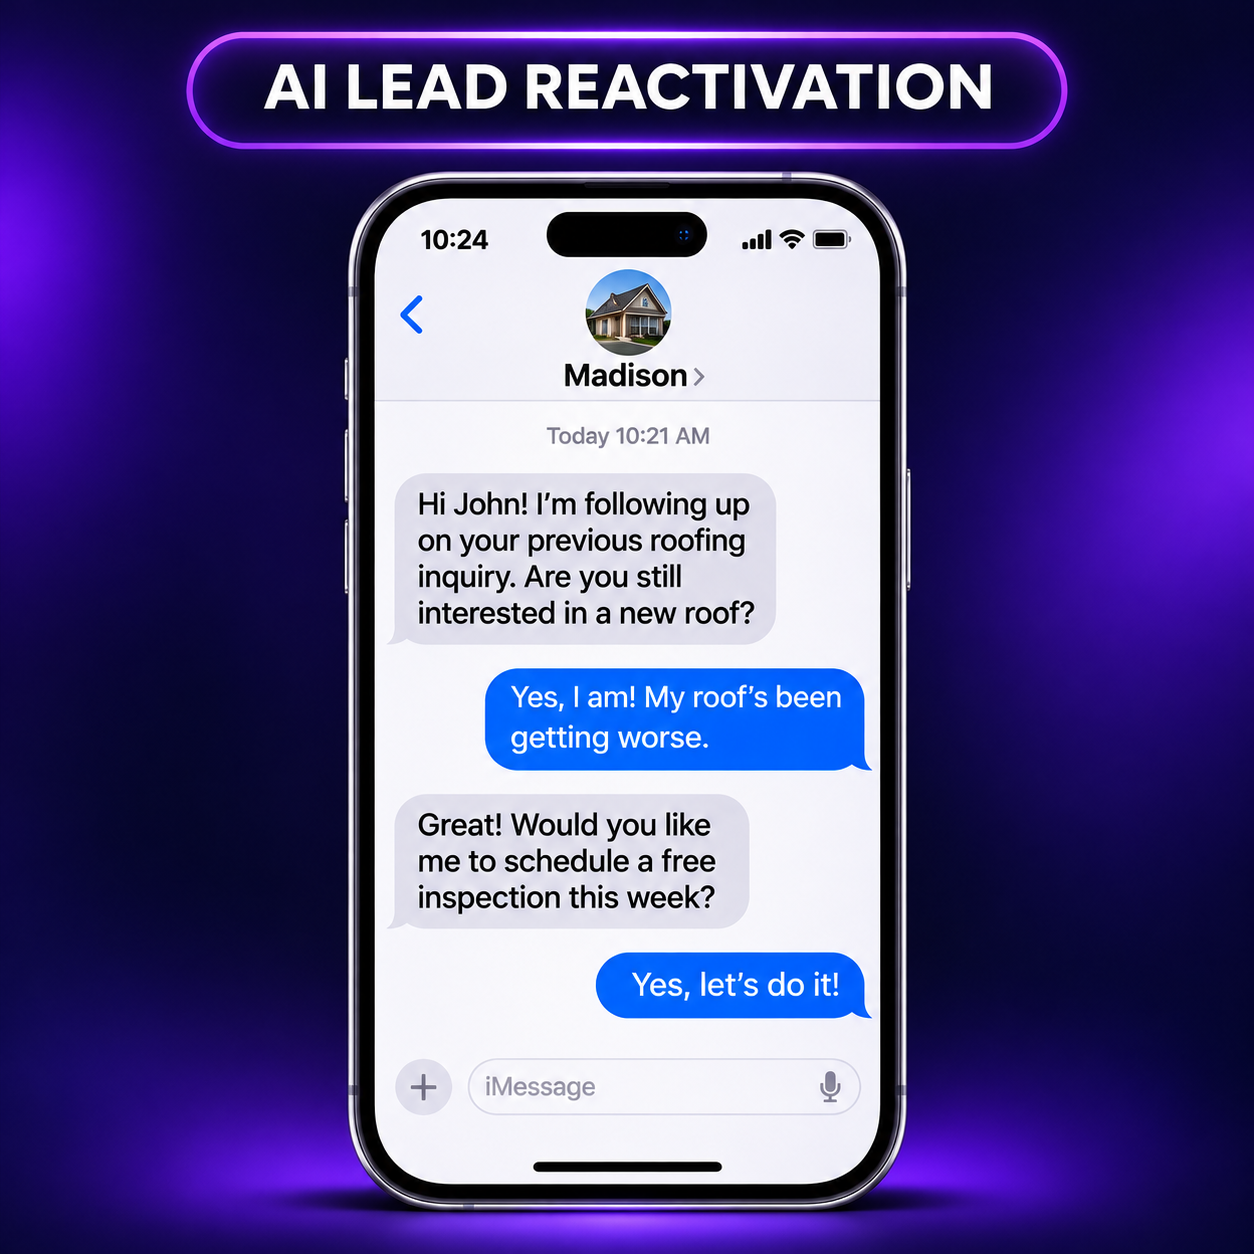 AI LEAD REACTIVATION
10:24
Madison
Today 10:21 AM
Hi John! I’m following up
on your previous roofing
inquiry. Are you still
interested in a new roof?
Yes, I am! My roof’s been
getting worse.
Great! Would you like
me to schedule a free
inspection this week?
Yes, let’s do it!
iMessage